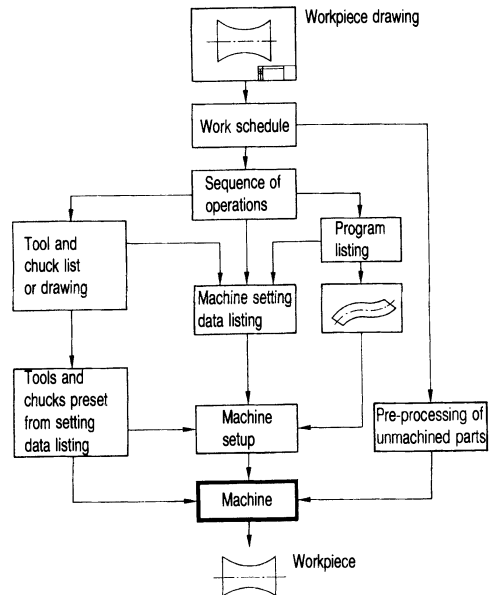 Workpiece drawing
Work schedule
Sequence of
operations
Tool and
chuck list
or drawing
Program
listing
Machine setting
data listing
Tools and
chucks preset
from setting
data listing
Machine
setup
Pre-processing of
unmachined parts
Machine
Workpiece